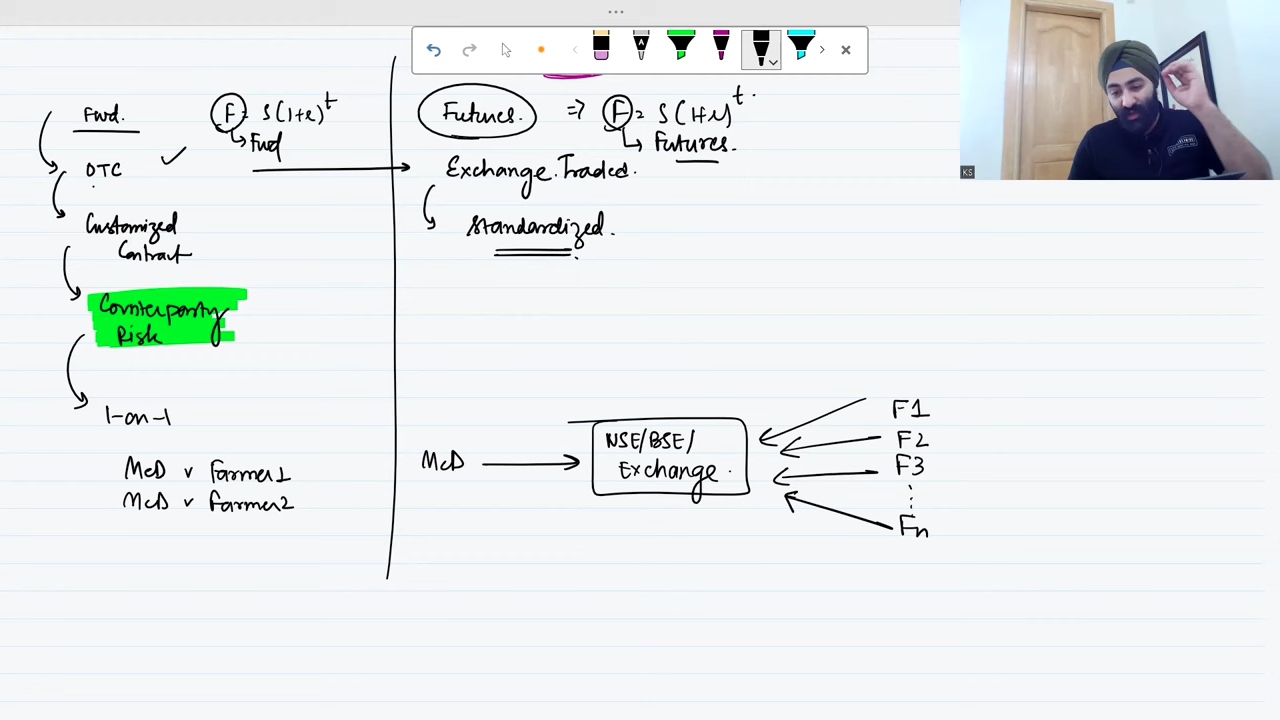 Fwd.
F = S(1+r)^t
Fwd
OTC
Customized
Contract
Counterparty
Risk
1-on-1
McD v Farmer1
McD v Farmer2
Futures. => F = S(1+r)^t.
Futures.
Exchange Traded.
Standardized.
McD
NSE/BSE/
Exchange.
F1
F2
F3
Fn
KS